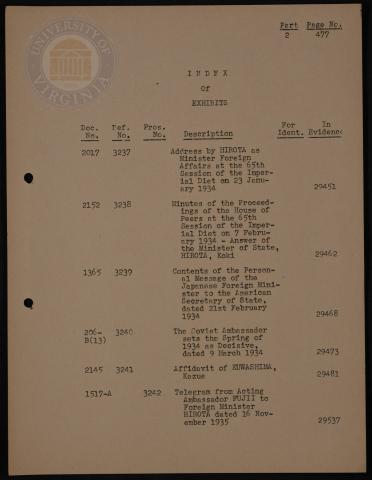 UNIVERSITY OF VIRGINIA
Part Page No.
2 477
INDEX
Of
EXHIBITS
Doc. Def. Pros. For In
No. No. No. Description Ident. Evidence
2017 3237 Address by HIROTA as
Minister Foreign
Affairs at the 65th
Session of the Imper-
ial Diet on 23 Janu-
ary 1934 29451
2152 3238 Minutes of the Proceed-
ings of the House of
Peers at the 65th
Session of the Imper-
ial Diet on 7 Febru-
ary 1934 - Answer of
the Minister of State,
HIROTA, Koki 29462
1365 3239 Contents of the Person-
al Message of the
Japanese Foreign Mini-
ster to the American
Secretary of State,
dated 21st February
1934 29468
206- 3240 The Soviet Ambassador
B(13) sets the Spring of
1934 as Decisive,
dated 9 March 1934 29473
2145 3241 Affidavit of KUWASHIMA,
Kazue 29481
1517-A 3242 Telegram from Acting
Ambassador FUJII to
Foreign Minister
HIROTA dated 16 Nov-
ember 1935 29537